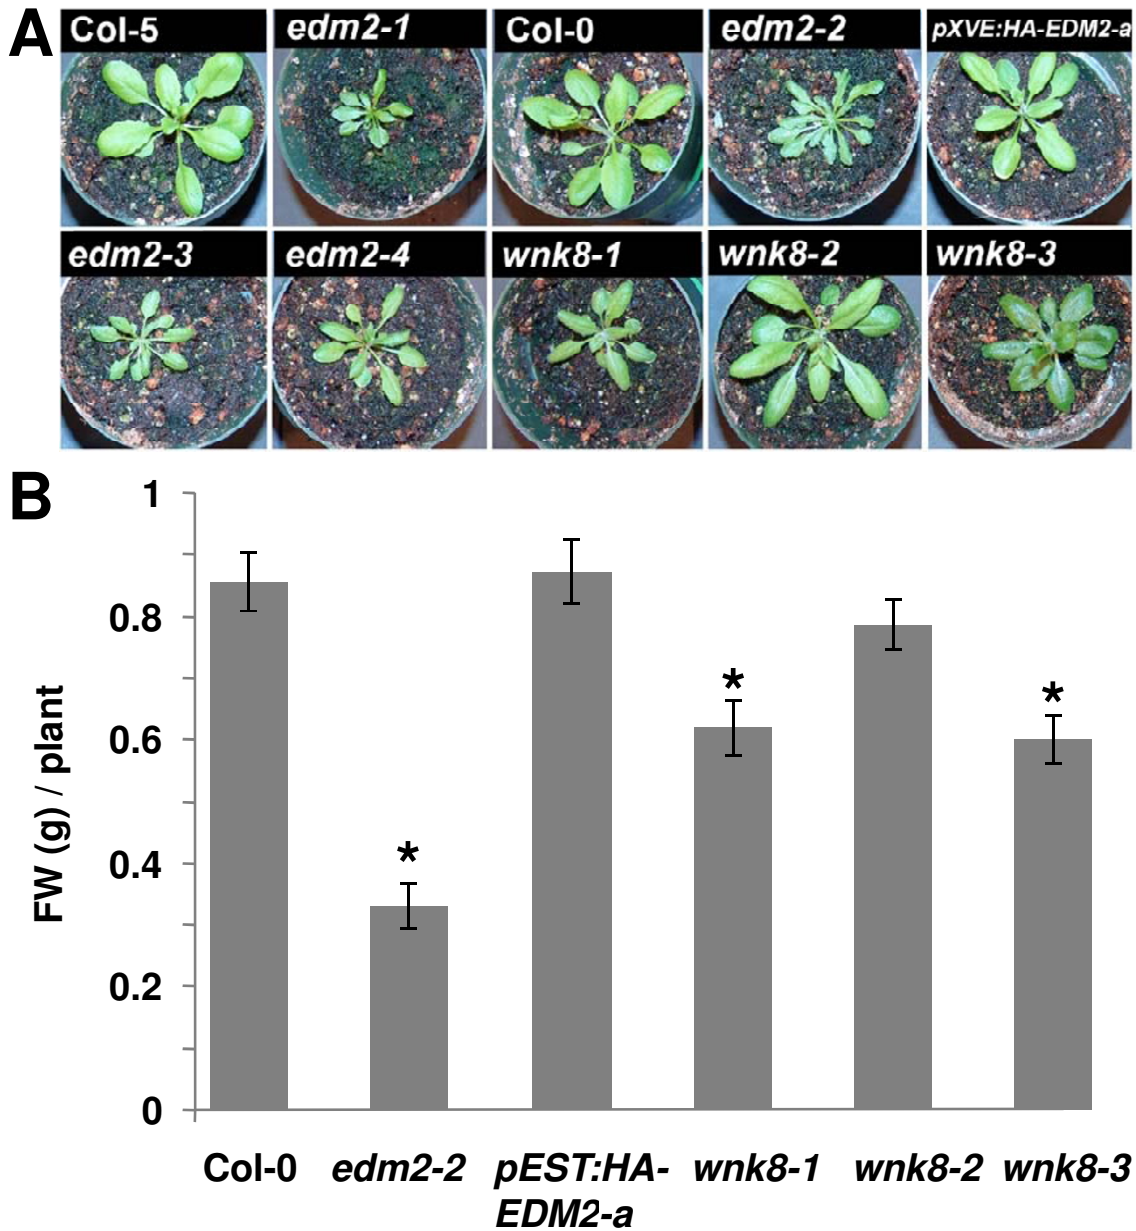 A
Col-5 edm2-1 Col-0 edm2-2 pXVE:HA-EDM2-a
edm2-3 edm2-4 wnk8-1 wnk8-2 wnk8-3
B
1
0.8
0.6
0.4
0.2
0
FW (g) / plant
*
*
*
Col-0 edm2-2 pEST:HA- wnk8-1 wnk8-2 wnk8-3
EDM2-a